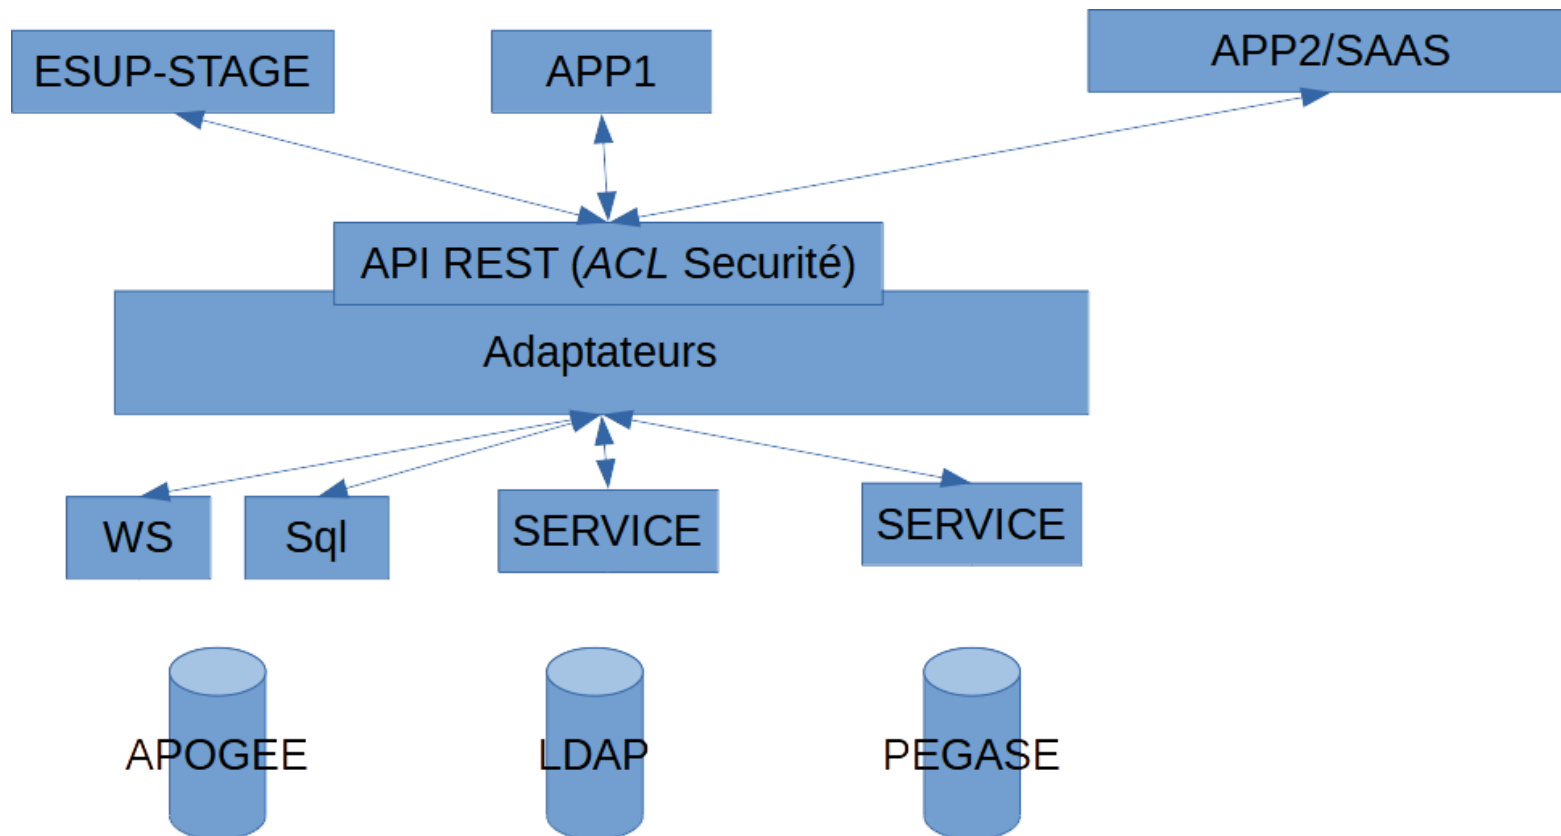 ESUP-STAGE
APP1
APP2/SAAS
API REST (ACL Securité)
Adaptateurs
WS
Sql
SERVICE
SERVICE
APOGEE
LDAP
PEGASE